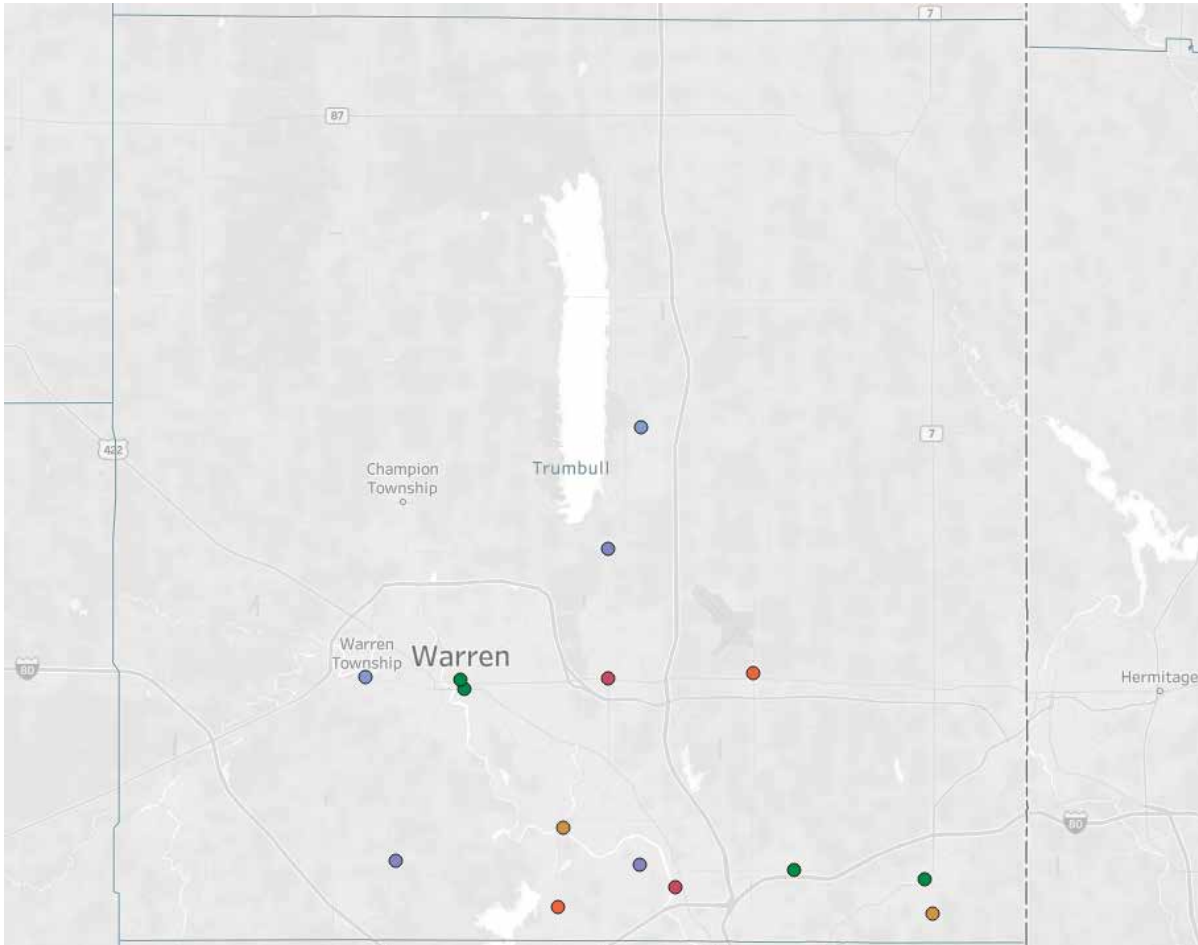 7
87
422
7
Champion
Township
Trumbull
Warren
Township
Warren
80
Hermitage
80